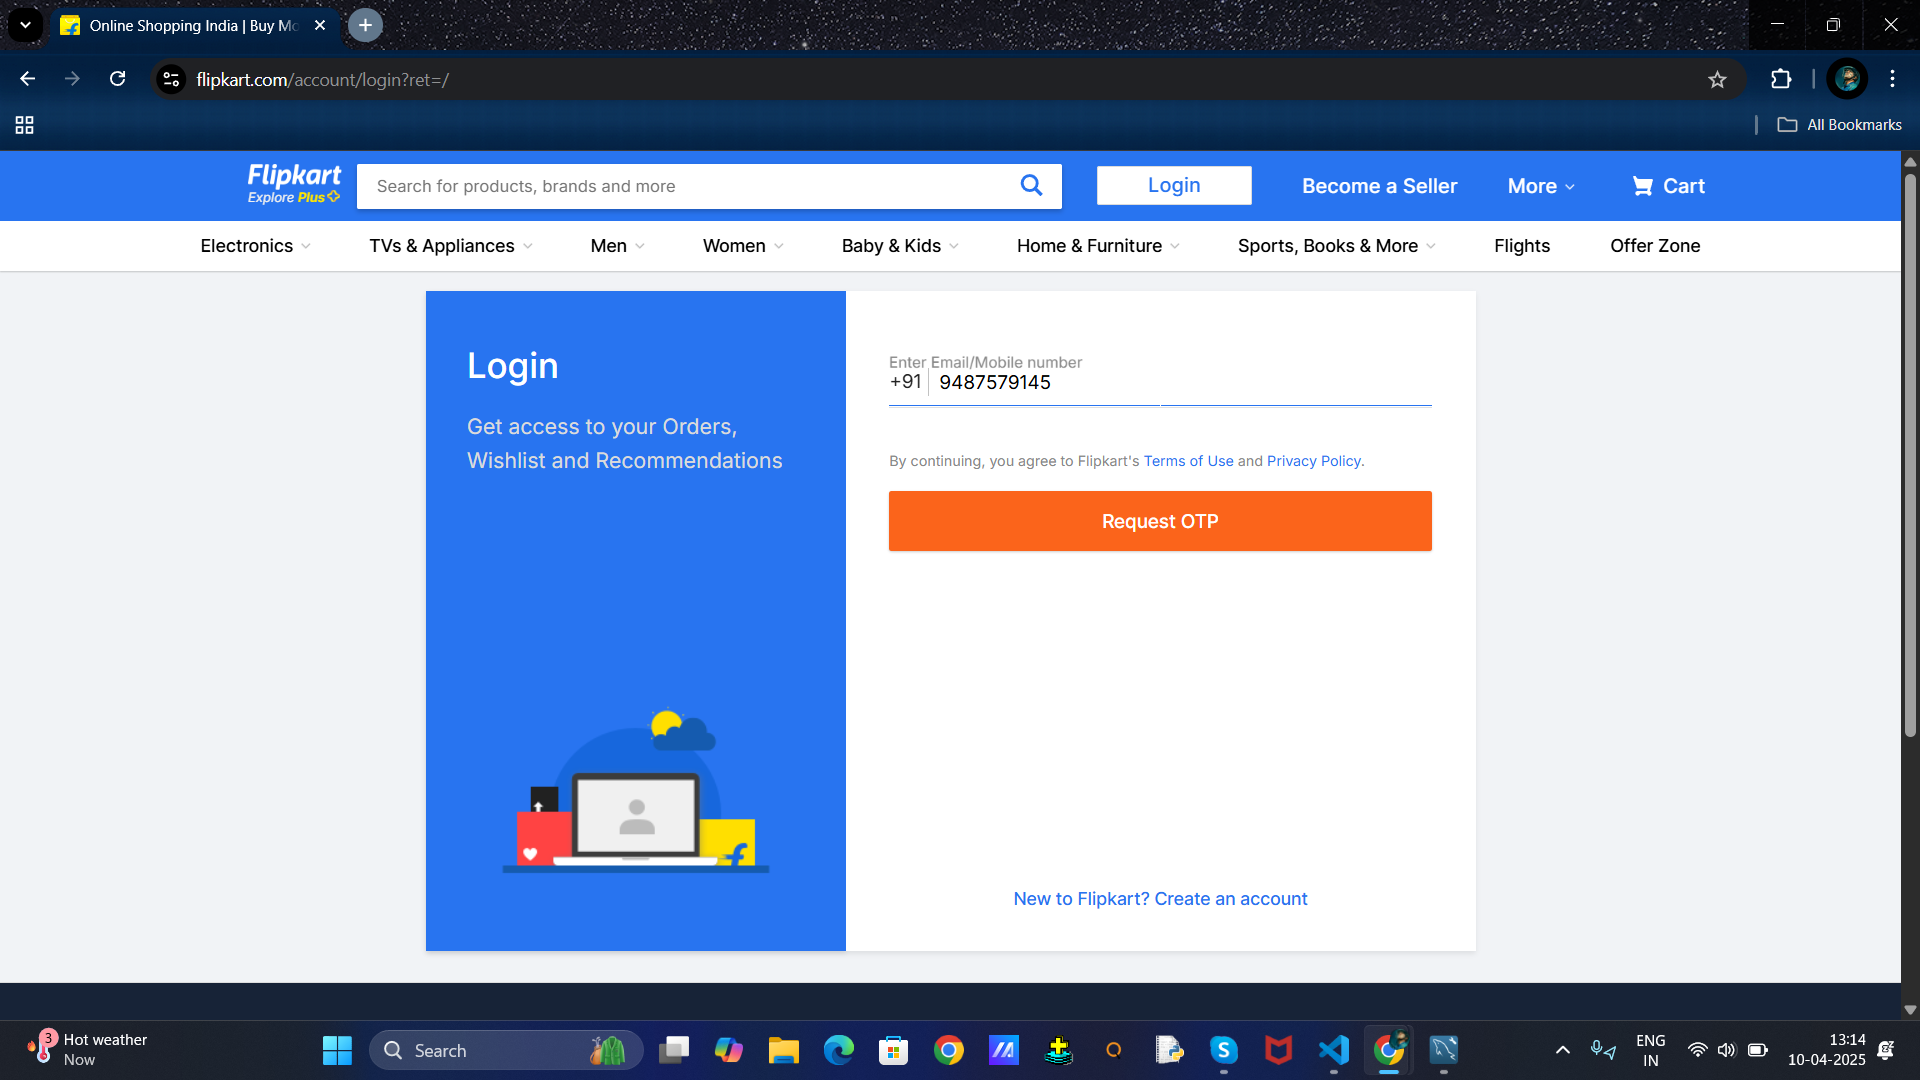 Online Shopping India | Buy Mo
flipkart.com/account/login?ret=/
All Bookmarks
Flipkart
Explore Plus
Search for products, brands and more
Login
Become a Seller
More
Cart
Electronics
TVs & Appliances
Men
Women
Baby & Kids
Home & Furniture
Sports, Books & More
Flights
Offer Zone
Login
Get access to your Orders,
Wishlist and Recommendations
Enter Email/Mobile number
+91 9487579145
By continuing, you agree to Flipkart's Terms of Use and Privacy Policy.
Request OTP
New to Flipkart? Create an account
3
Hot weather
Now
Search
ENG
IN
13:14
10-04-2025